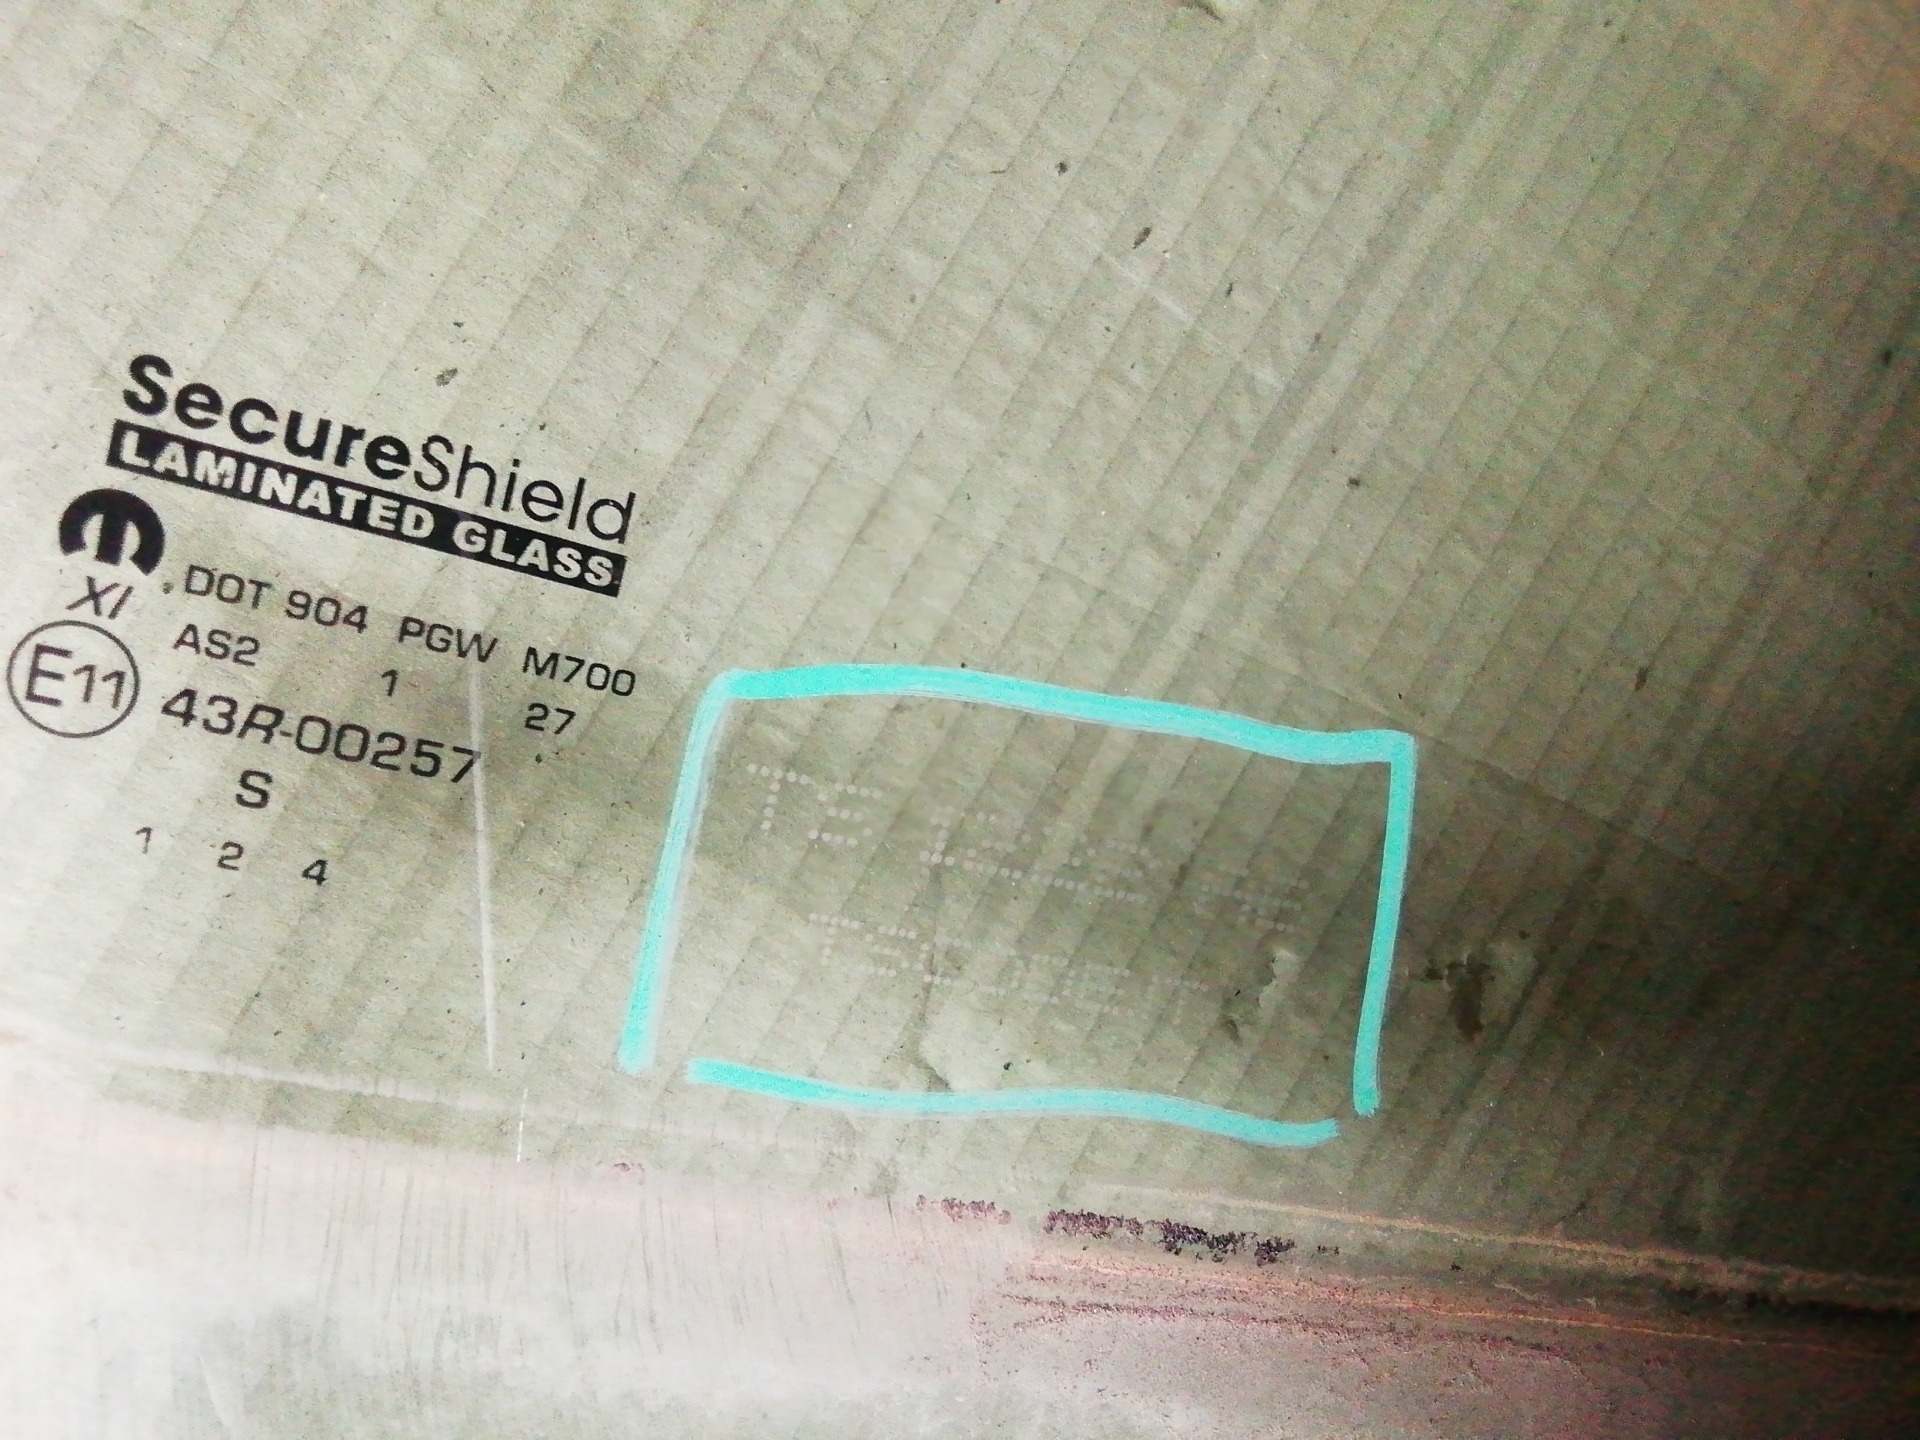 SecureShield
LAMINATED GLASS
XI DOT 904 PGW M700
AS2 1 27
E11 43R-00257
S
1 2 4